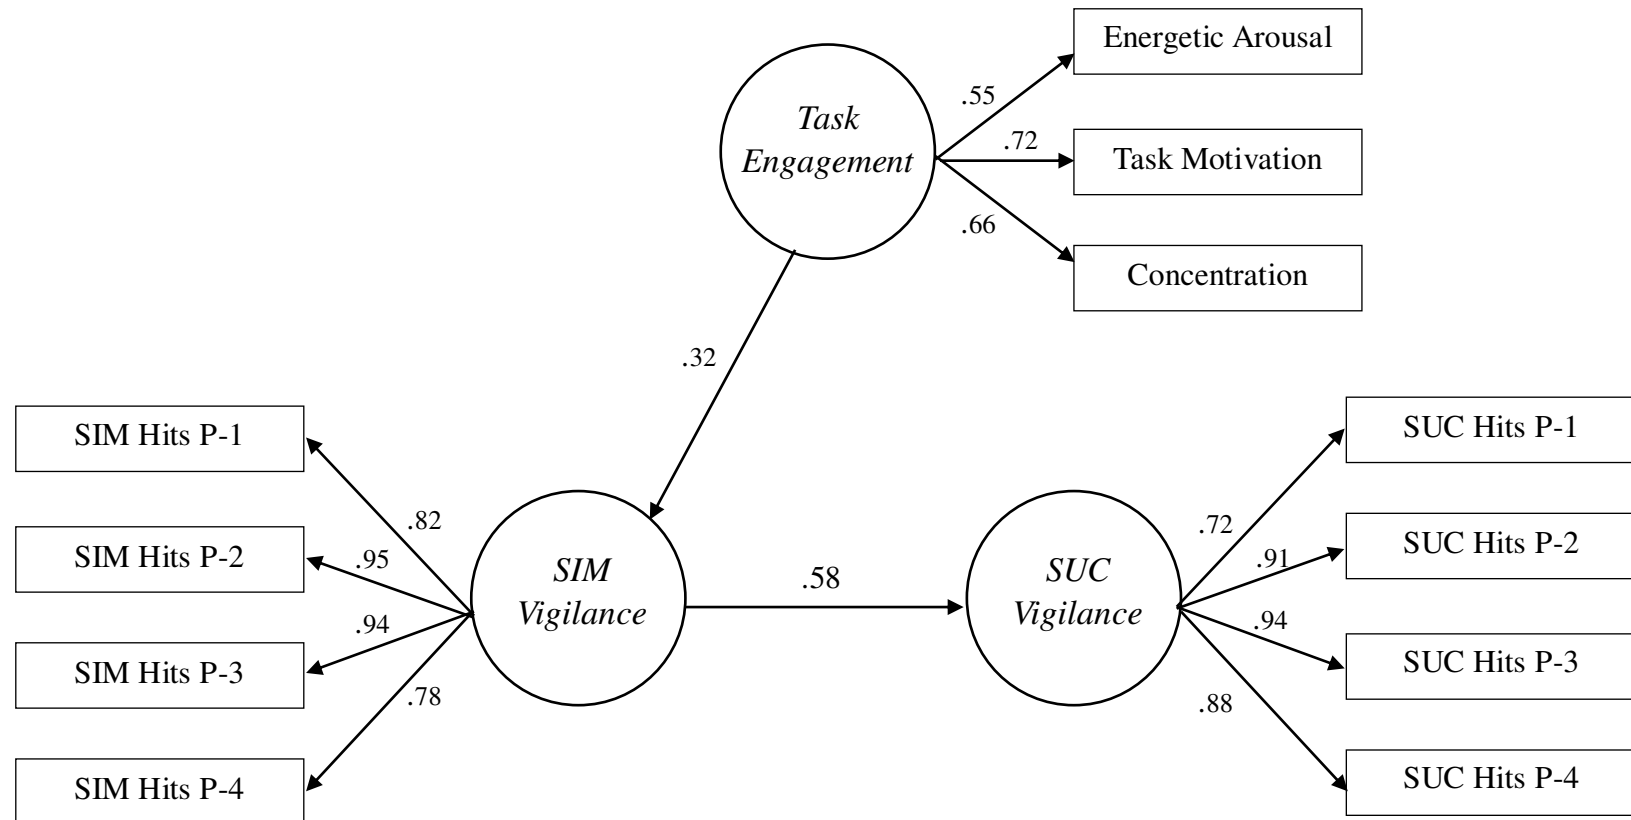 Energetic Arousal
.55
Task
Engagement
.72
Task Motivation
.66
Concentration
.32
SIM Hits P-1
.82
SIM Hits P-2
.95
SIM Hits P-3
.94
SIM Hits P-4
.78
SIM
Vigilance
.58
SUC
Vigilance
.72
SUC Hits P-1
.91
SUC Hits P-2
.94
SUC Hits P-3
.88
SUC Hits P-4